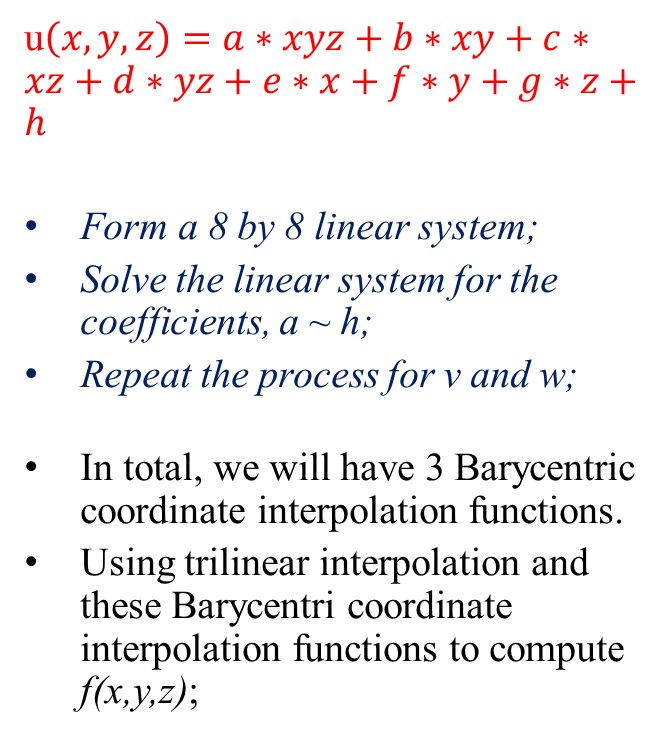 u(x, y, z) = a ∗ xyz + b ∗ xy + c ∗
xz + d ∗ yz + e ∗ x + f ∗ y + g ∗ z +
h
• Form a 8 by 8 linear system;
• Solve the linear system for the
coefficients, a ~ h;
• Repeat the process for v and w;
• In total, we will have 3 Barycentric
coordinate interpolation functions.
• Using trilinear interpolation and
these Barycentri coordinate
interpolation functions to compute
f(x,y,z);